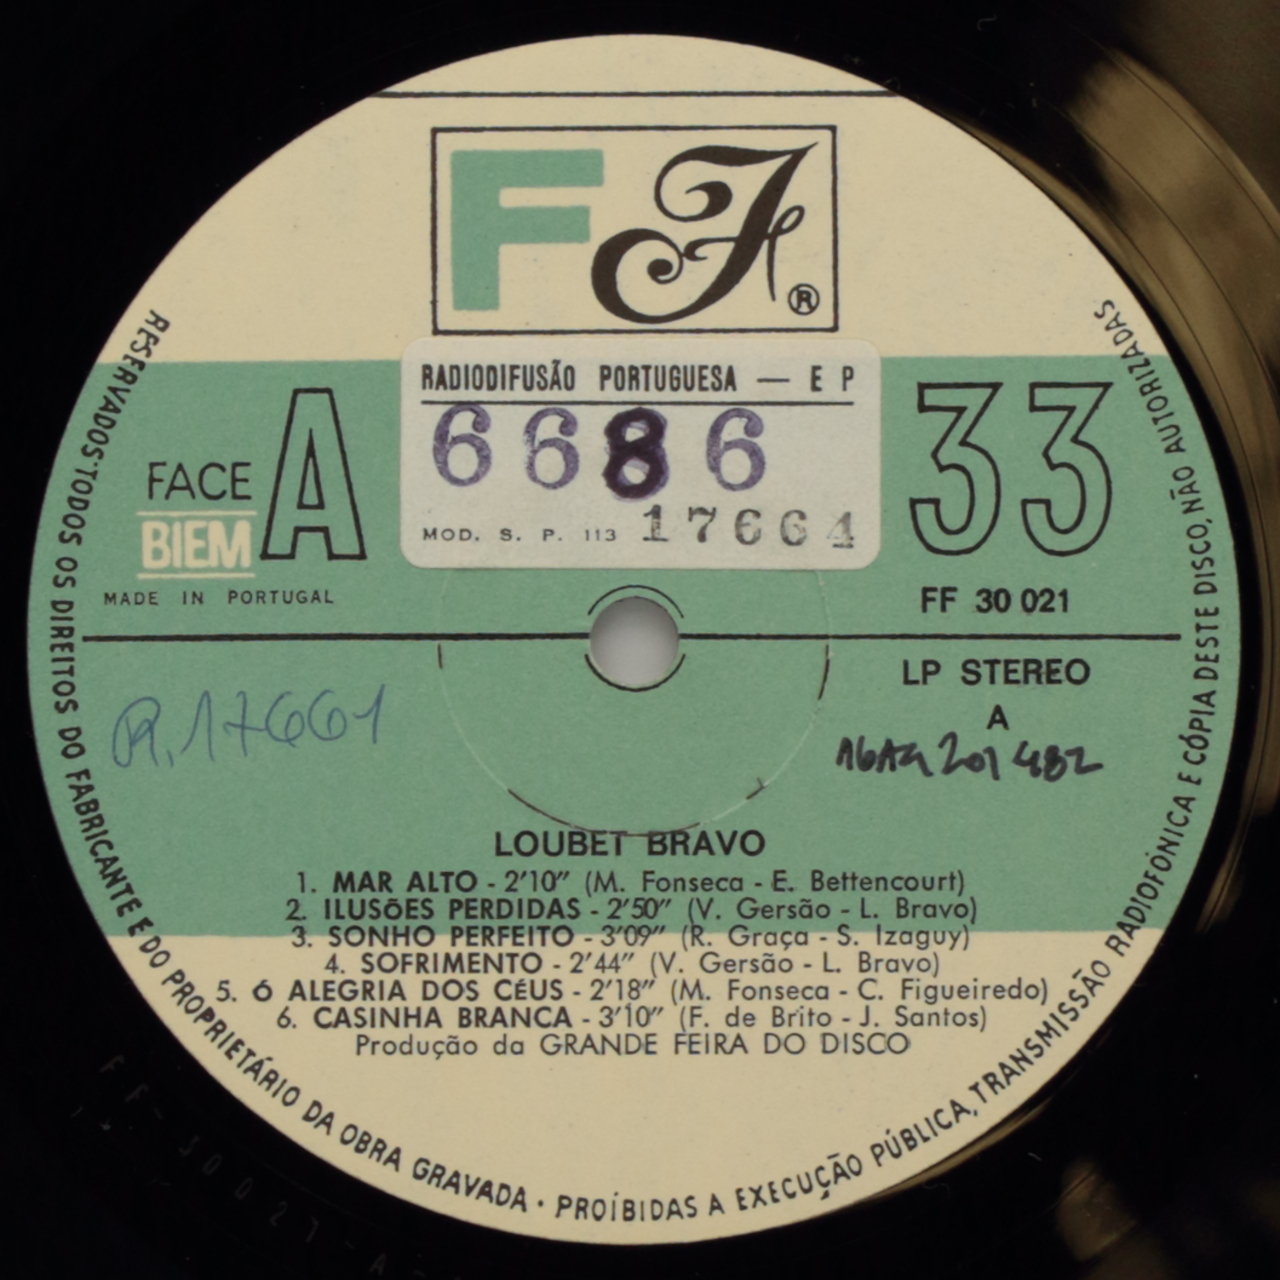 F F ®
RADIODIFUSÃO PORTUGUESA — E P
6686
MOD. S. P. 113 17664
FACE A
BIEM
MADE IN PORTUGAL
33
FF 30 021
LP STEREO
A
R.17661
LOUBET BRAVO
1. MAR ALTO - 2'10" (M. Fonseca - E. Bettencourt)
2. ILUSÕES PERDIDAS - 2'50" (V. Gersão - L. Bravo)
3. SONHO PERFEITO - 3'09" (R. Graça - S. Izaguy)
4. SOFRIMENTO - 2'44" (V. Gersão - L. Bravo)
5. Ó ALEGRIA DOS CÉUS - 2'18" (M. Fonseca - C. Figueiredo)
6. CASINHA BRANCA - 3'10" (F. de Brito - J. Santos)
Produção da GRANDE FEIRA DO DISCO
RESERVADOS TODOS OS DIREITOS DO FABRICANTE E DO PROPRIETÁRIO DA OBRA GRAVADA · PROÍBIDAS A EXECUÇÃO PÚBLICA, TRANSMISSÃO RADIOFÓNICA E CÓPIA DESTE DISCO, NÃO AUTORIZADAS